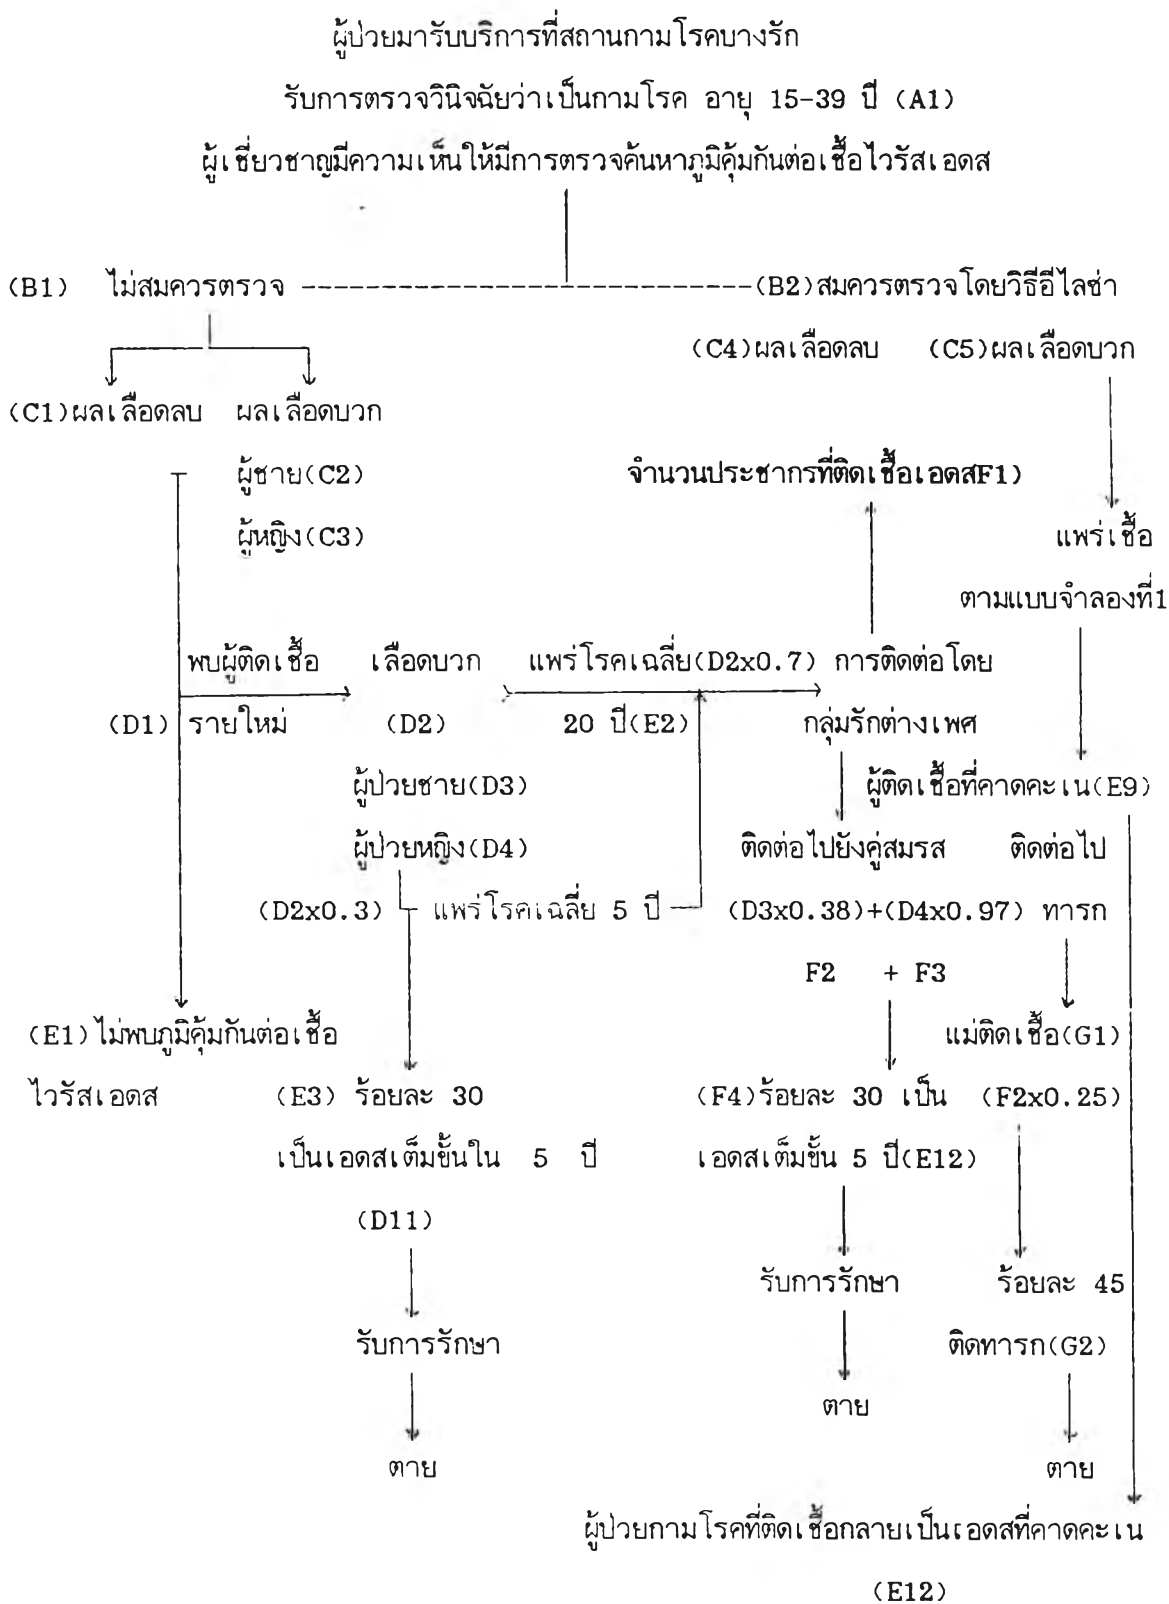 ผู้ป่วยมารับบริการที่สถานกามโรคบางรัก
รับการตรวจวินิจฉัยว่าเป็นกามโรค อายุ 15-39 ปี (A1)
ผู้เชี่ยวชาญมีความเห็นให้มีการตรวจค้นหาภูมิคุ้มกันต่อเชื้อไวรัสเอดส
(B1) ไม่สมควรตรวจ ----------------------------(B2)สมควรตรวจโดยวิธีอีไลซ่า
(C4)ผลเลือดลบ (C5)ผลเลือดบวก
(C1)ผลเลือดลบ ผลเลือดบวก
ผู้ชาย(C2) จำนวนประชากรที่ติดเชื้อเอดส(F1)
ผู้หญิง(C3) แพร่เชื้อ
ตามแบบจำลองที่1
พบผู้ติดเชื้อ เลือดบวก แพร่โรคเฉลี่ย(D2x0.7) การติดต่อโดย
(D1) รายใหม่ (D2) 20 ปี(E2) กลุ่มรักต่างเพศ
ผู้ป่วยชาย(D3) ผู้ติดเชื้อที่คาดคะเน(E9)
ผู้ป่วยหญิง(D4) ติดต่อไปยังคู่สมรส ติดต่อไป
(D2x0.3) แพร่โรคเฉลี่ย 5 ปี (D3x0.38)+(D4x0.97) ทารก
F2 + F3
(E1)ไม่พบภูมิคุ้มกันต่อเชื้อ แม่ติดเชื้อ(G1)
ไวรัสเอดส (E3) ร้อยละ 30 (F4)ร้อยละ 30 เป็น (F2x0.25)
เป็นเอดสเต็มขั้นใน 5 ปี เอดสเต็มขั้น 5 ปี(E12)
(D11)
รับการรักษา ร้อยละ 45
รับการรักษา ติดทารก(G2)
ตาย
ตาย ตาย
ผู้ป่วยกามโรคที่ติดเชื้อกลายเป็นเอดสที่คาดคะเน
(E12)